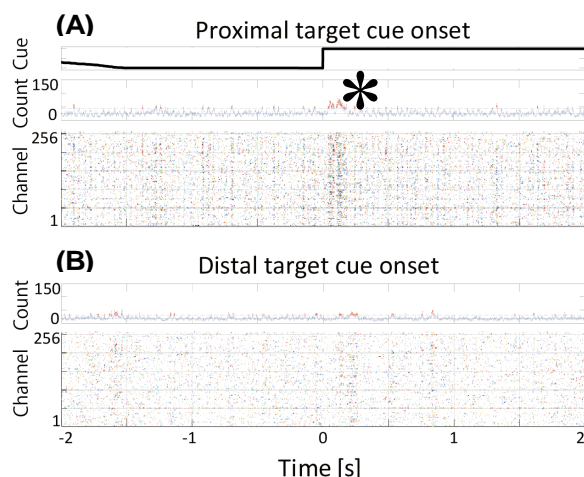 (A) Proximal target cue onset
Cue
Count
150
0
*
Channel
256
1
(B) Distal target cue onset
Count
150
0
Channel
256
1
-2 -1 0 1 2
Time [s]